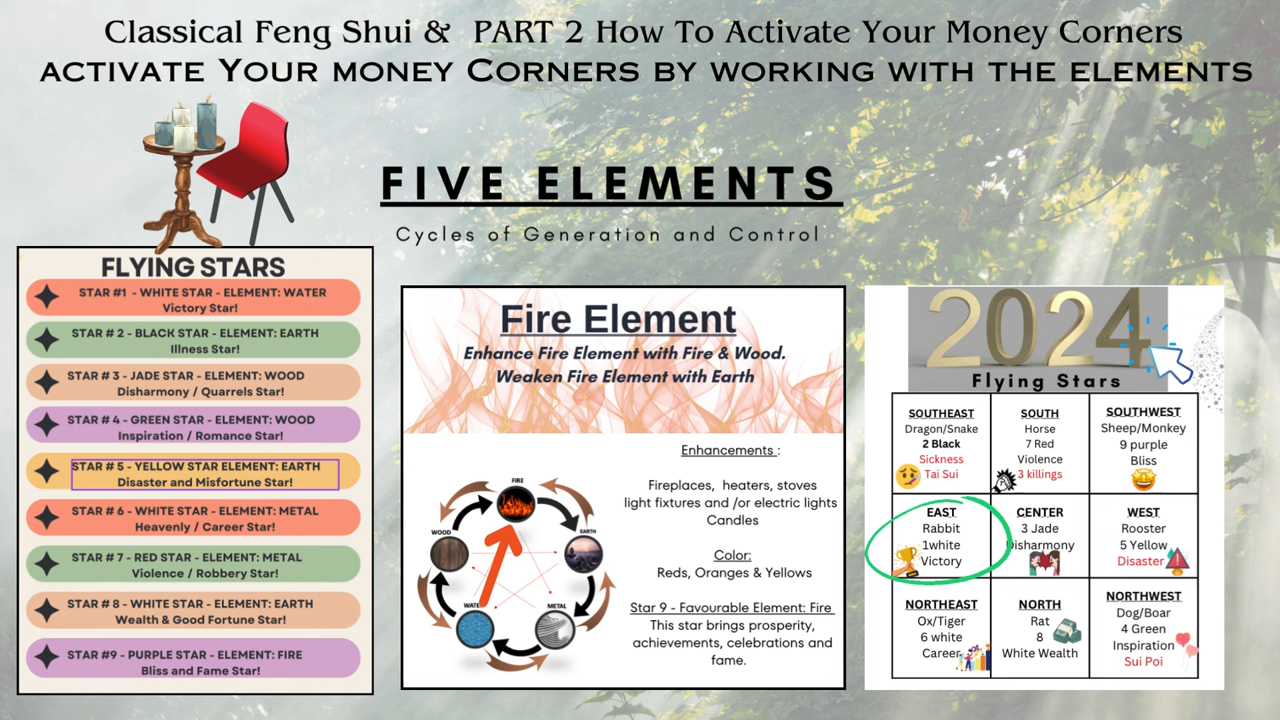 Classical Feng Shui & PART 2 How To Activate Your Money Corners
ACTIVATE YOUR MONEY CORNERS BY WORKING WITH THE ELEMENTS
FIVE ELEMENTS
Cycles of Generation and Control
FLYING STARS
STAR #1 - WHITE STAR - ELEMENT: WATER
Victory Star!
STAR # 2 - BLACK STAR - ELEMENT: EARTH
Illness Star!
STAR # 3 - JADE STAR - ELEMENT: WOOD
Disharmony / Quarrels Star!
STAR # 4 - GREEN STAR - ELEMENT: WOOD
Inspiration / Romance Star!
STAR # 5 - YELLOW STAR ELEMENT: EARTH
Disaster and Misfortune Star!
STAR # 6 - WHITE STAR - ELEMENT: METAL
Heavenly / Career Star!
STAR # 7 - RED STAR - ELEMENT: METAL
Violence / Robbery Star!
STAR # 8 - WHITE STAR - ELEMENT: EARTH
Wealth & Good Fortune Star!
STAR #9 - PURPLE STAR - ELEMENT: FIRE
Bliss and Fame Star!
Fire Element
Enhance Fire Element with Fire & Wood.
Weaken Fire Element with Earth
FIRE
WOOD
EARTH
WATE
METAL
Enhancements :
Fireplaces, heaters, stoves
light fixtures and /or electric lights
Candles
Color:
Reds, Oranges & Yellows
Star 9 - Favourable Element: Fire
This star brings prosperity,
achievements, celebrations and
fame.
2024
Flying Stars
SOUTHEAST
Dragon/Snake
2 Black
Sickness
Tai Sui
SOUTH
Horse
7 Red
Violence
3 killings
SOUTHWEST
Sheep/Monkey
9 purple
Bliss
EAST
Rabbit
1white
Victory
CENTER
3 Jade
Disharmony
WEST
Rooster
5 Yellow
Disaster
NORTHEAST
Ox/Tiger
6 white
Career
NORTH
Rat
8
White Wealth
NORTHWEST
Dog/Boar
4 Green
Inspiration
Sui Poi